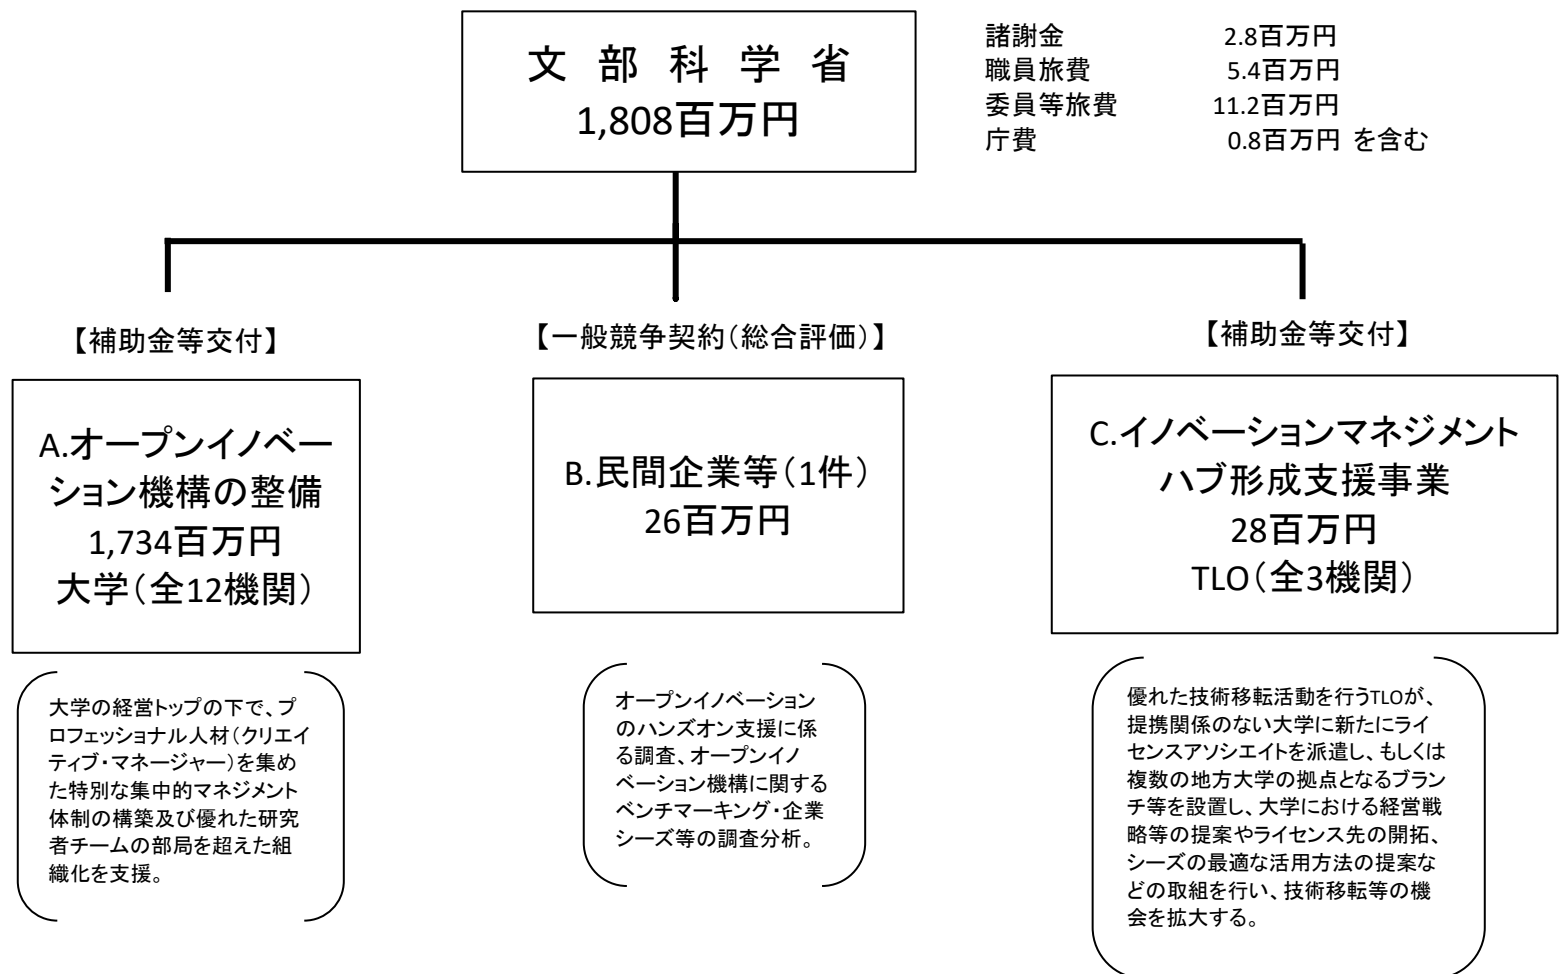 文部科学省
1,808百万円
諸謝金 2.8百万円
職員旅費 5.4百万円
委員等旅費 11.2百万円
庁費 0.8百万円 を含む
【補助金等交付】
A.オープンイノベー
ション機構の整備
1,734百万円
大学（全12機関）
大学の経営トップの下で、プ
ロフェッショナル人材（クリエイ
ティブ・マネージャー）を集め
た特別な集中的マネジメント
体制の構築及び優れた研究
者チームの部局を超えた組
織化を支援。
【一般競争契約（総合評価）】
B.民間企業等（1件）
26百万円
オープンイノベーション
のハンズオン支援に係
る調査、オープンイノ
ベーション機構に関する
ベンチマーキング・企業
シーズ等の調査分析。
【補助金等交付】
C.イノベーションマネジメント
ハブ形成支援事業
28百万円
TLO（全3機関）
優れた技術移転活動を行うTLOが、
提携関係のない大学に新たにライ
センスアソシエイトを派遣し、もしくは
複数の地方大学の拠点となるブラン
チ等を設置し、大学における経営戦
略等の提案やライセンス先の開拓、
シーズの最適な活用方法の提案な
どの取組を行い、技術移転等の機
会を拡大する。